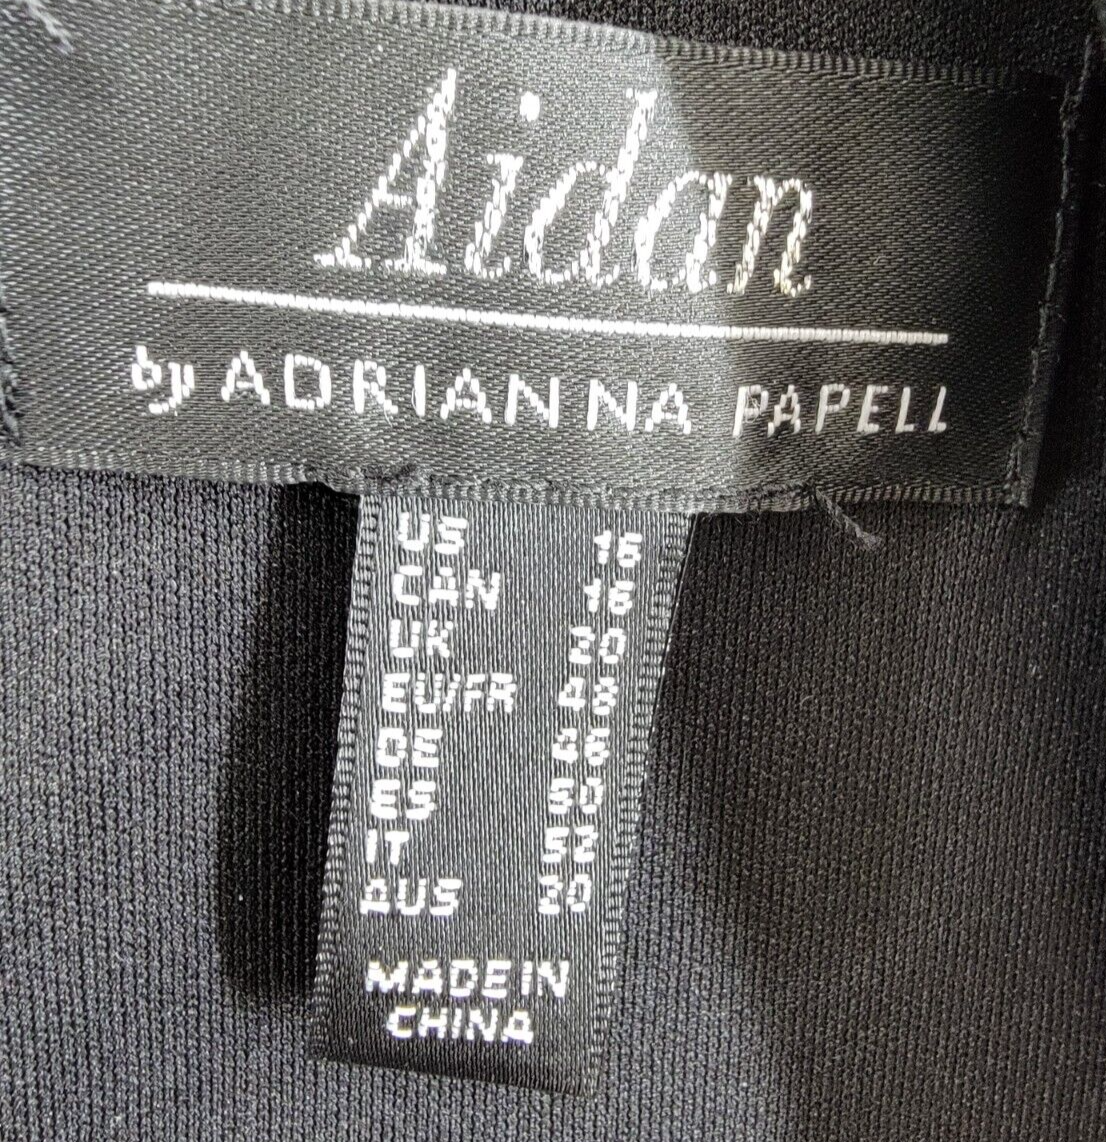 Aidan
by ADRIANNA PAPELL
US 16
CAN 16
UK 20
EU/FR 48
DE 46
ES 50
IT 52
AUS 20
MADE IN
CHINA